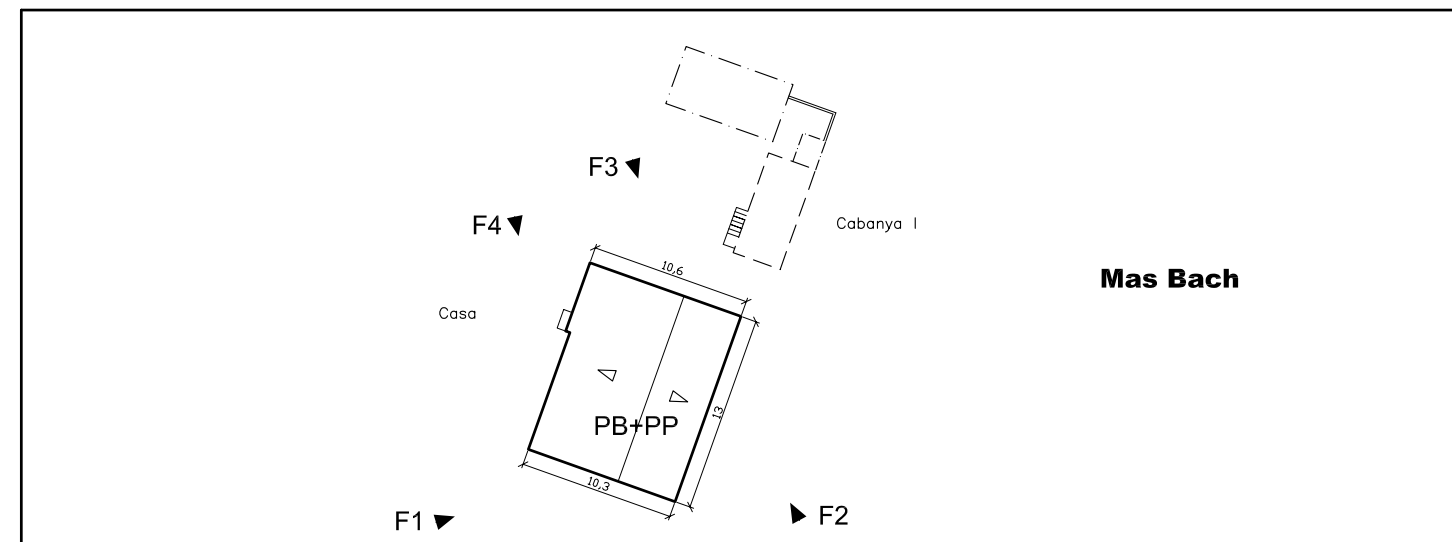 F3
F4
Cabanya I
10,6
Mas Bach
Casa
13
PB+PP
10,3
F1
F2